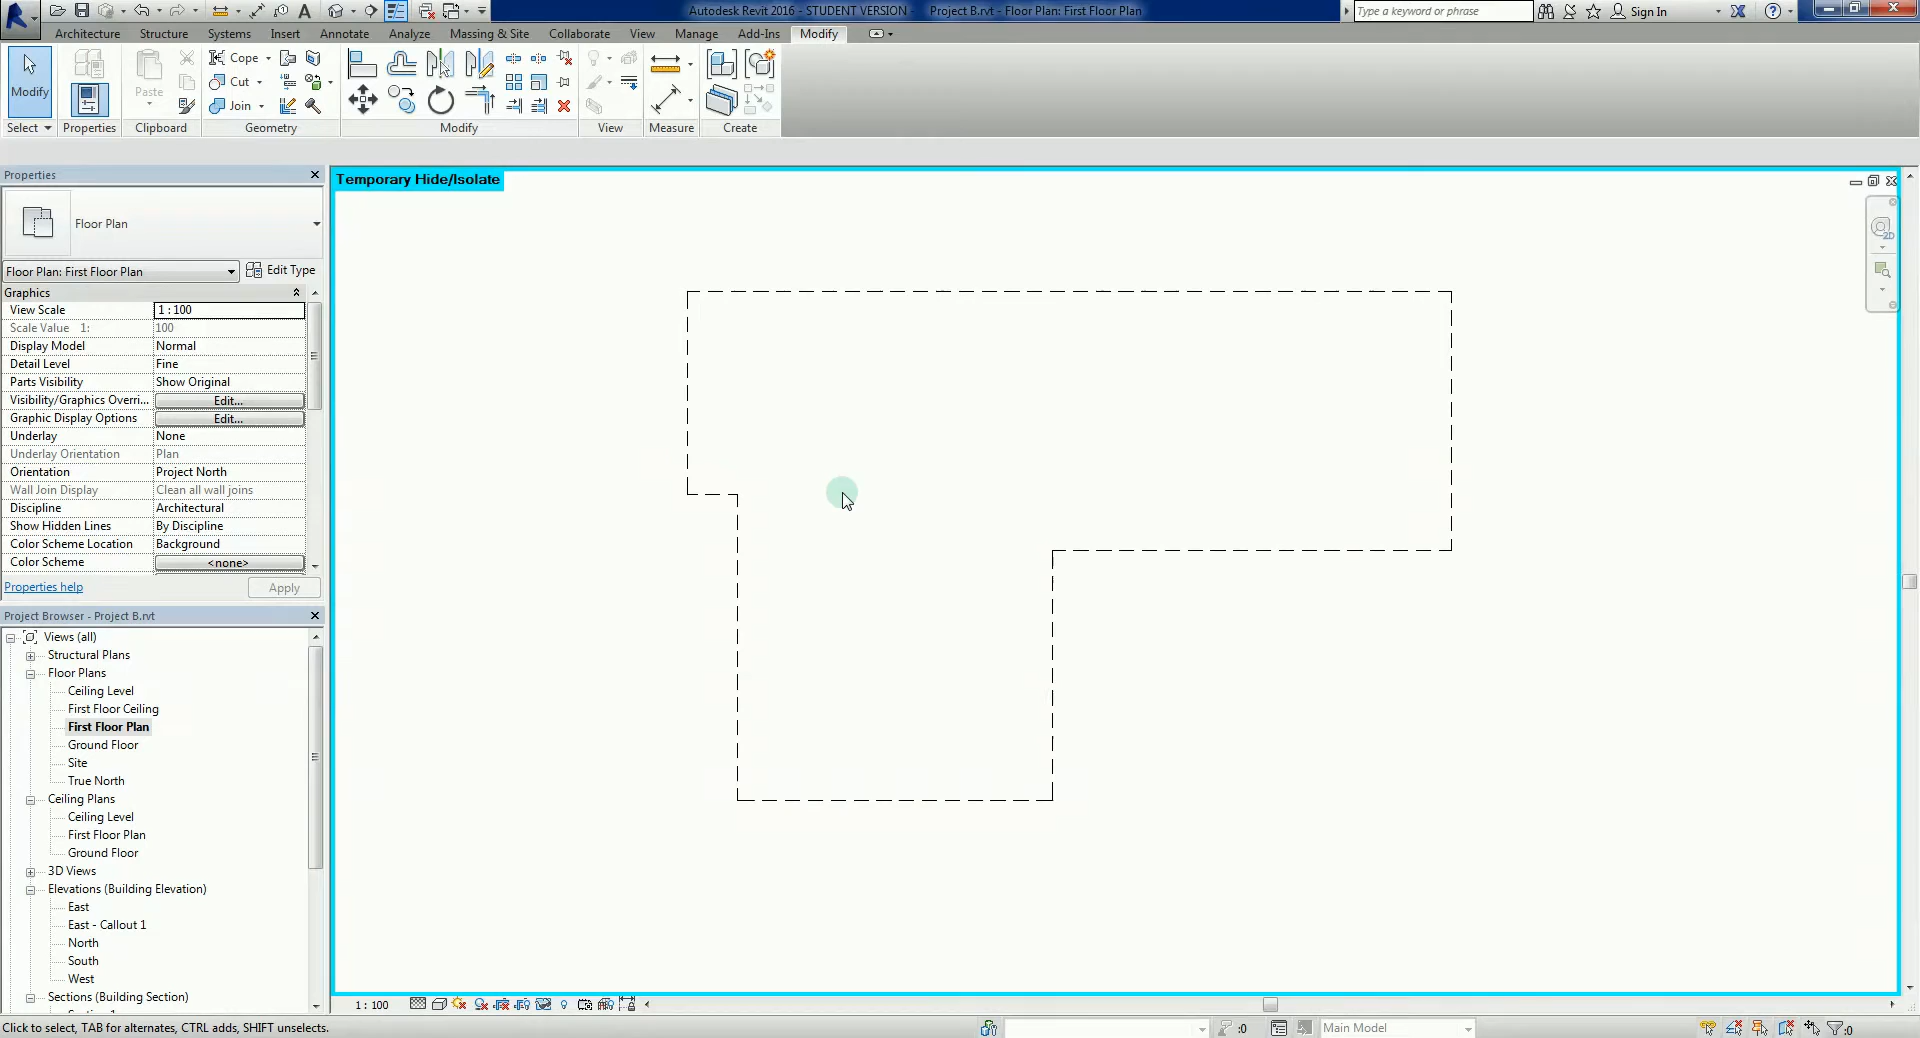 Autodesk Revit 2016 - STUDENT VERSION - Project B.rvt - Floor Plan: First Floor Plan
Type a keyword or phrase
Sign In
Architecture Structure Systems Insert Annotate Analyze Massing & Site Collaborate View Manage Add-Ins Modify
Modify
Paste
Cope
Cut
Join
Select Properties Clipboard Geometry Modify View Measure Create
Properties
Floor Plan
Floor Plan: First Floor Plan Edit Type
Graphics
View Scale 1 : 100
Scale Value 1: 100
Display Model Normal
Detail Level Fine
Parts Visibility Show Original
Visibility/Graphics Overri... Edit...
Graphic Display Options Edit...
Underlay None
Underlay Orientation Plan
Orientation Project North
Wall Join Display Clean all wall joins
Discipline Architectural
Show Hidden Lines By Discipline
Color Scheme Location Background
Color Scheme <none>
Properties help Apply
Project Browser - Project B.rvt
Views (all)
Structural Plans
Floor Plans
Ceiling Level
First Floor Ceiling
First Floor Plan
Ground Floor
Site
True North
Ceiling Plans
Ceiling Level
First Floor Plan
Ground Floor
3D Views
Elevations (Building Elevation)
East
East - Callout 1
North
South
West
Sections (Building Section)
Temporary Hide/Isolate
2D
1 : 100
Click to select, TAB for alternates, CTRL adds, SHIFT unselects.
:0
Main Model
:0